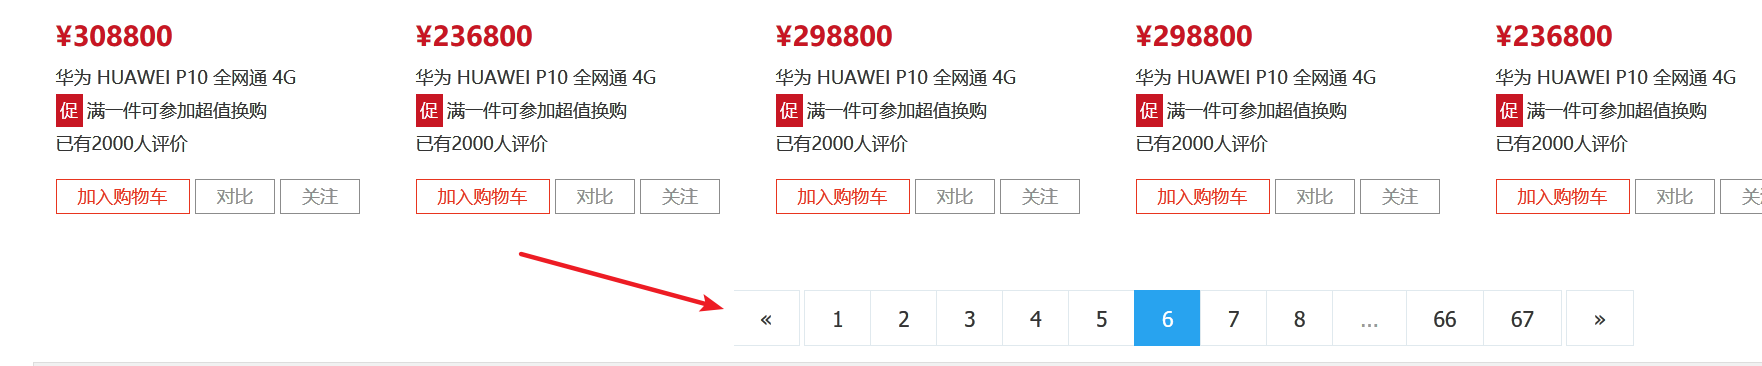 ¥308800 ¥236800 ¥298800 ¥298800 ¥236800
华为 HUAWEI P10 全网通 4G 华为 HUAWEI P10 全网通 4G 华为 HUAWEI P10 全网通 4G 华为 HUAWEI P10 全网通 4G 华为 HUAWEI P10 全网通 4G
促 满一件可参加超值换购 促 满一件可参加超值换购 促 满一件可参加超值换购 促 满一件可参加超值换购 促 满一件可参加超值换购
已有2000人评价 已有2000人评价 已有2000人评价 已有2000人评价 已有2000人评价
加入购物车 对比 关注 加入购物车 对比 关注 加入购物车 对比 关注 加入购物车 对比 关注 加入购物车 对比 关
« 1 2 3 4 5 6 7 8 ... 66 67 »